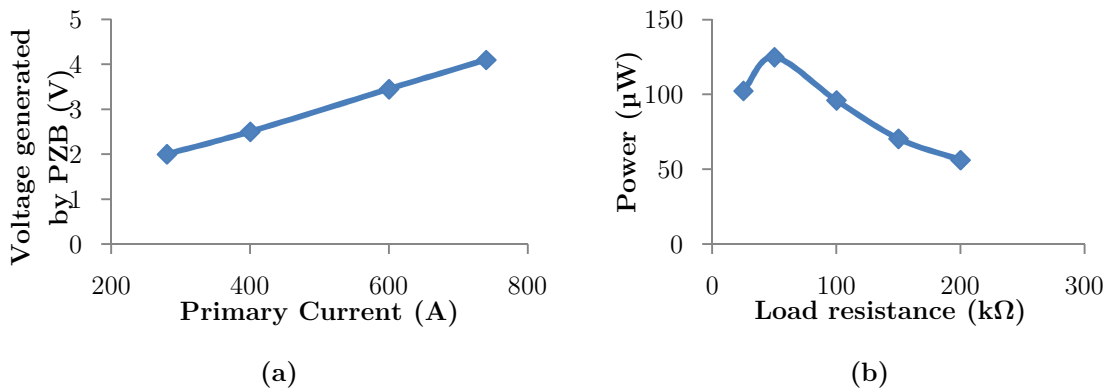 Voltage generated
by PZB (V)
5
4
3
2
1
0
200 400 600 800
Primary Current (A)
(a)
Power (µW)
150
100
50
0
0 100 200 300
Load resistance (kΩ)
(b)